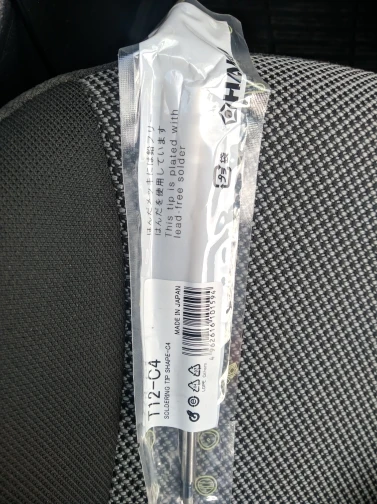 はんだメッキには鉛フリー
はんだを使用しています
This tip is plated with
lead free solder
T12-C4
SOLDERING TIP SHAPE-C4
MADE IN JAPAN